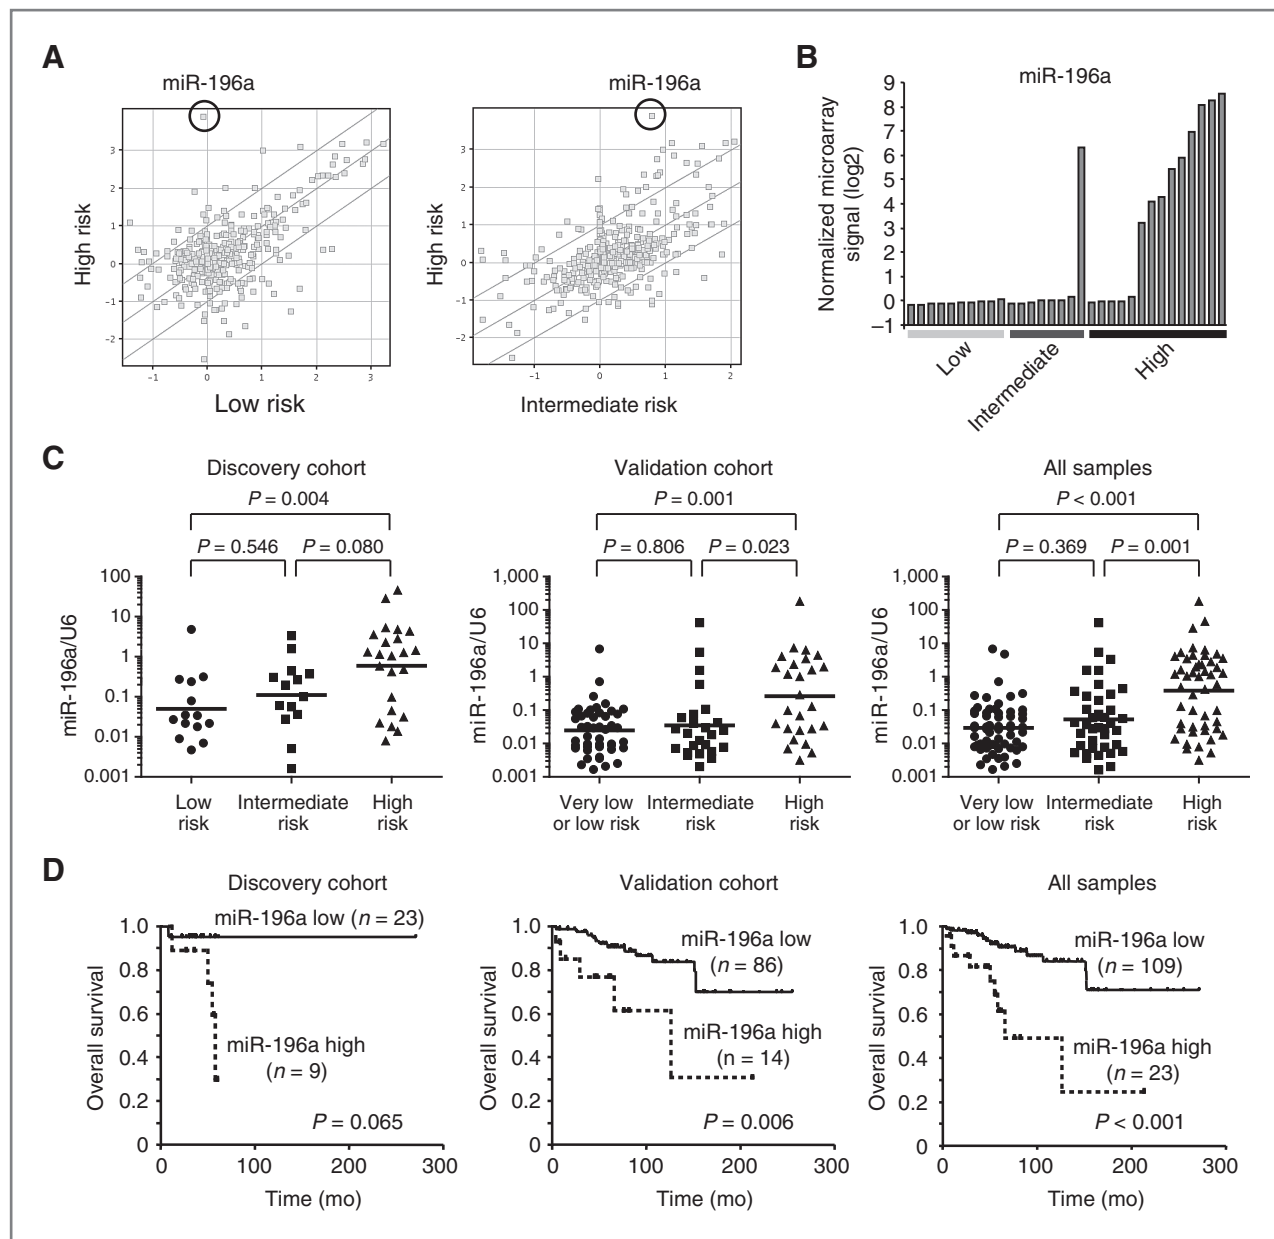 A
miR-196a
3
2
1
0
−1
−2
−1
0
1
2
3
High risk
Low risk
miR-196a
3
2
1
0
−1
−2
−1
0
1
2
High risk
Intermediate risk
B
miR-196a
Normalized microarray
signal (log2)
9
8
7
6
5
4
3
2
1
0
−1
Low
Intermediate
High
C
Discovery cohort
P = 0.004
P = 0.546
P = 0.080
miR-196a/U6
100
10
1
0.1
0.01
0.001
Low
risk
Intermediate
risk
High
risk
Validation cohort
P = 0.001
P = 0.806
P = 0.023
miR-196a/U6
1,000
100
10
1
0.1
0.01
0.001
Very low
or low risk
Intermediate
risk
High
risk
All samples
P < 0.001
P = 0.369
P = 0.001
miR-196a/U6
1,000
100
10
1
0.1
0.01
0.001
Very low
or low risk
Intermediate
risk
High
risk
D
Discovery cohort
Overall survival
1.0
0.8
0.6
0.4
0.2
0
miR-196a low (n = 23)
miR-196a high
(n = 9)
P = 0.065
0
100
200
300
Time (mo)
Validation cohort
Overall survival
1.0
0.8
0.6
0.4
0.2
0
miR-196a low
(n = 86)
miR-196a high
(n = 14)
P = 0.006
0
100
200
300
Time (mo)
All samples
Overall survival
1.0
0.8
0.6
0.4
0.2
0
miR-196a low
(n = 109)
miR-196a high
(n = 23)
P < 0.001
0
100
200
300
Time (mo)